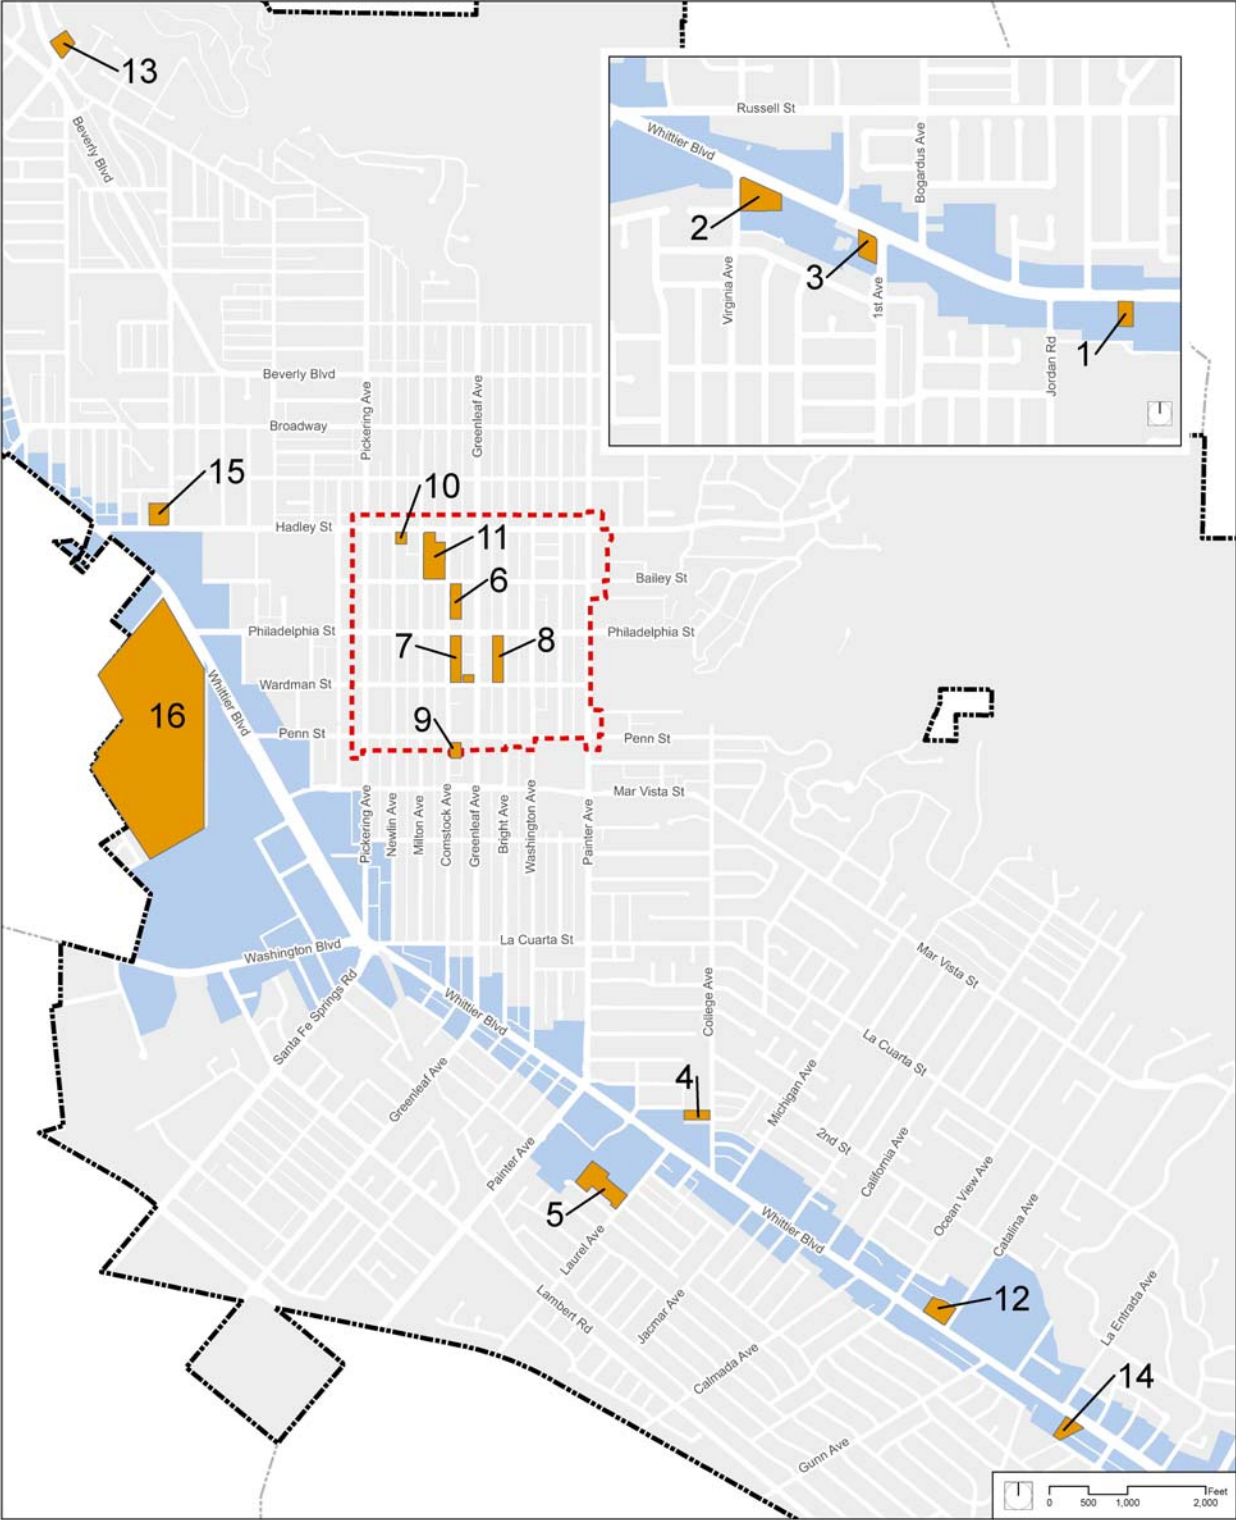 13
Beverly Blvd
Russell St
Whittier Blvd
Bogardus Ave
2
3
Virginia Ave
1st Ave
1
Jordan Rd
Beverly Blvd
Pickering Ave
Greenleaf Ave
Broadway
15
10
Hadley St
11
6
Bailey St
Philadelphia St
7
8
Philadelphia St
Wardman St
Whittier Blvd
16
9
Penn St
Penn St
Mar Vista St
Pickering Ave
Newlin Ave
Milton Ave
Comstock Ave
Greenleaf Ave
Bright Ave
Washington Ave
Painter Ave
La Cuarta St
Washington Blvd
Mar Vista St
Santa Fe Springs Rd
Whittier Blvd
College Ave
La Cuarta St
Greenleaf Ave
4
Michigan Ave
2nd St
Painter Ave
California Ave
5
Ocean View Ave
Laurel Ave
Whittier Blvd
Catalina Ave
12
Lambert Rd
Jacmar Ave
La Entrada Ave
Calmada Ave
14
Gunn Ave
Feet
0 500 1,000 2,000